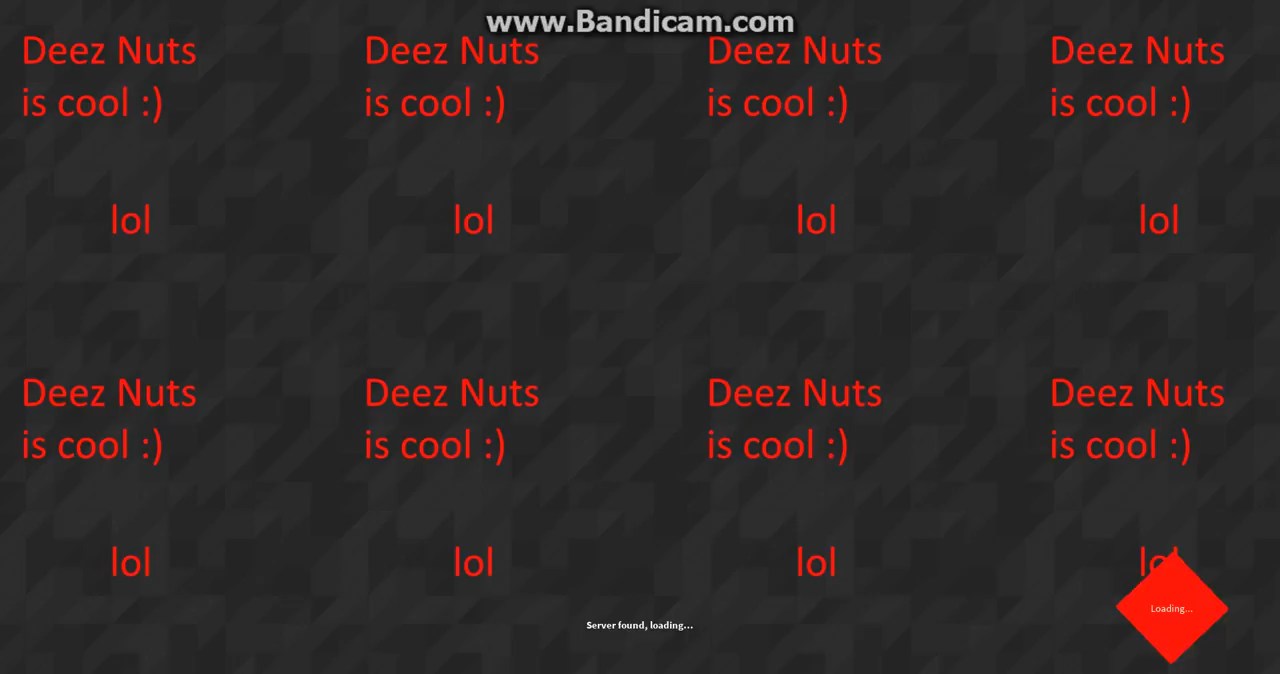 www.Bandicam.com
Deez Nuts Deez Nuts Deez Nuts Deez Nuts
is cool :) is cool :) is cool :) is cool :)
lol lol lol lol
Deez Nuts Deez Nuts Deez Nuts Deez Nuts
is cool :) is cool :) is cool :) is cool :)
lol lol lol lol
Loading...
Server found, loading...